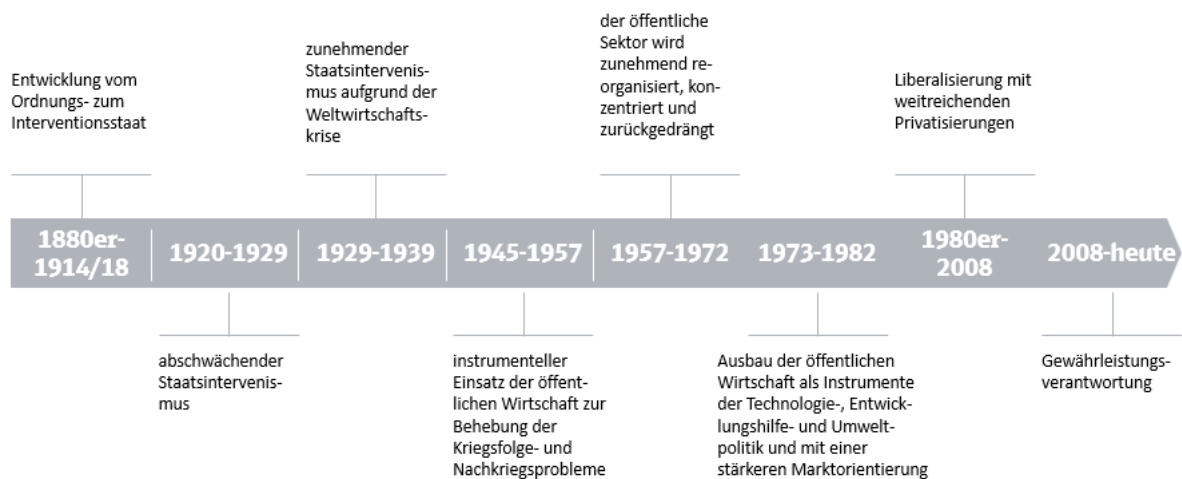 Entwicklung vom
Ordnungs- zum
Interventionsstaat
zunehmender
Staatsintervenis-
mus aufgrund der
Weltwirtschafts-
krise
der öffentliche
Sektor wird
zunehmend re-
organisiert, kon-
zentriert und
zurückgedrängt
Liberalisierung mit
weitreichenden
Privatisierungen
1880er-
1914/18
1920-1929
1929-1939
1945-1957
1957-1972
1973-1982
1980er-
2008
2008-heute
abschwächender
Staatsintervenis-
mus
instrumenteller
Einsatz der öffent-
lichen Wirtschaft zur
Behebung der
Kriegsfolge- und
Nachkriegsprobleme
Ausbau der öffentlichen
Wirtschaft als Instrumente
der Technologie-, Entwick-
lungshilfe- und Umwelt-
politik und mit einer
stärkeren Marktorientierung
Gewährleistungs-
verantwortung